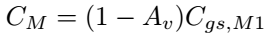 C_M = (1 − A_v)C_{gs,M1}